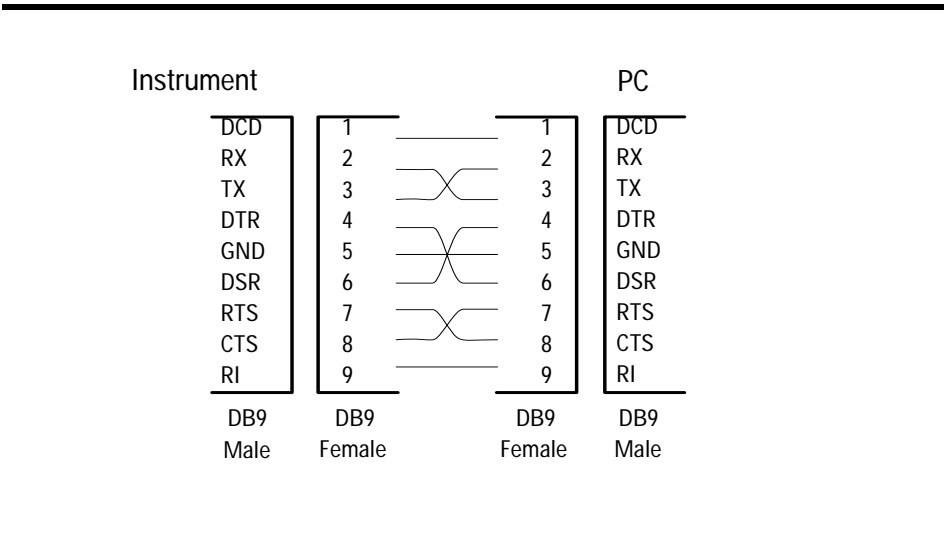 Instrument PC
DCD 1 1 DCD
RX 2 2 RX
TX 3 3 TX
DTR 4 4 DTR
GND 5 5 GND
DSR 6 6 DSR
RTS 7 7 RTS
CTS 8 8 CTS
RI 9 9 RI
DB9 DB9 DB9 DB9
Male Female Female Male